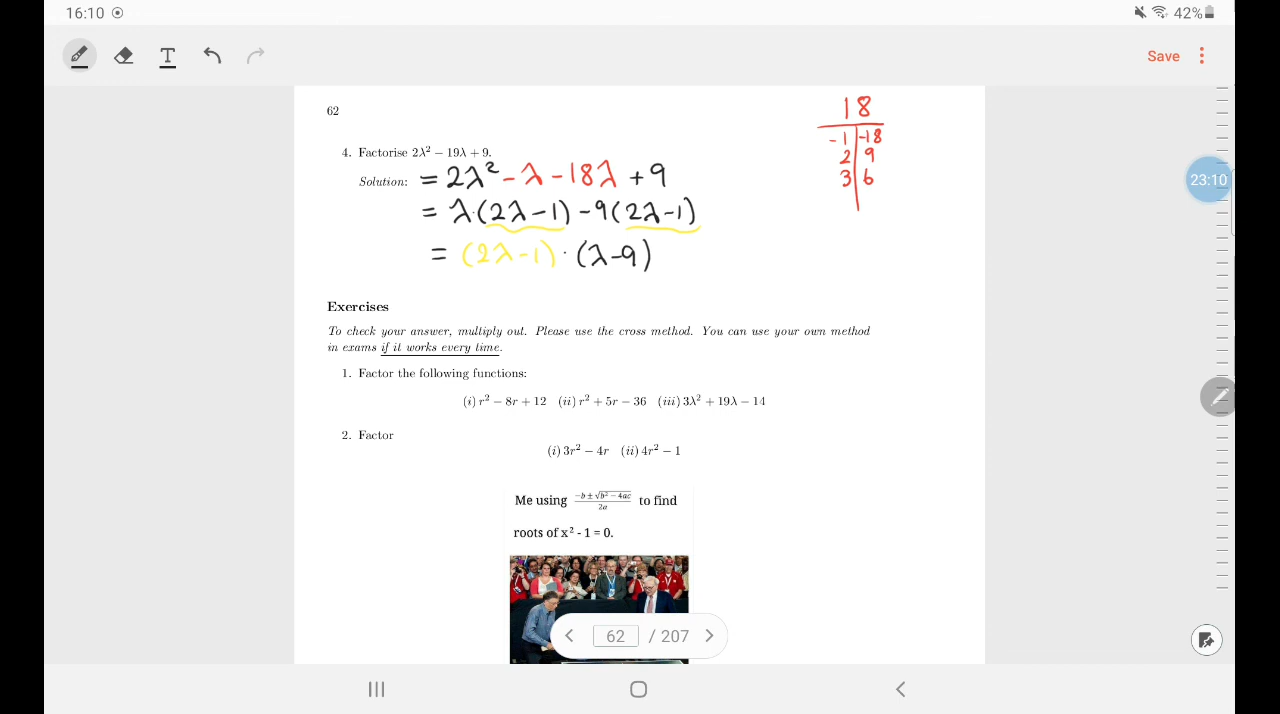 16:10 42%
Save
62
18
-1 -18
2 9
3 6
23:10
4. Factorise 2λ² − 19λ + 9.
Solution: = 2λ² - λ - 18λ + 9
= λ·(2λ-1) - 9(2λ-1)
= (2λ-1)·(λ-9)
Exercises
To check your answer, multiply out. Please use the cross method. You can use your own method
in exams if it works every time.
1. Factor the following functions:
(i) r² − 8r + 12 (ii) r² + 5r − 36 (iii) 3λ² + 19λ − 14
2. Factor
(i) 3r² − 4r (ii) 4r² − 1
Me using −b ± √b² − 4ac / 2a to find
roots of x² - 1 = 0.
62 / 207